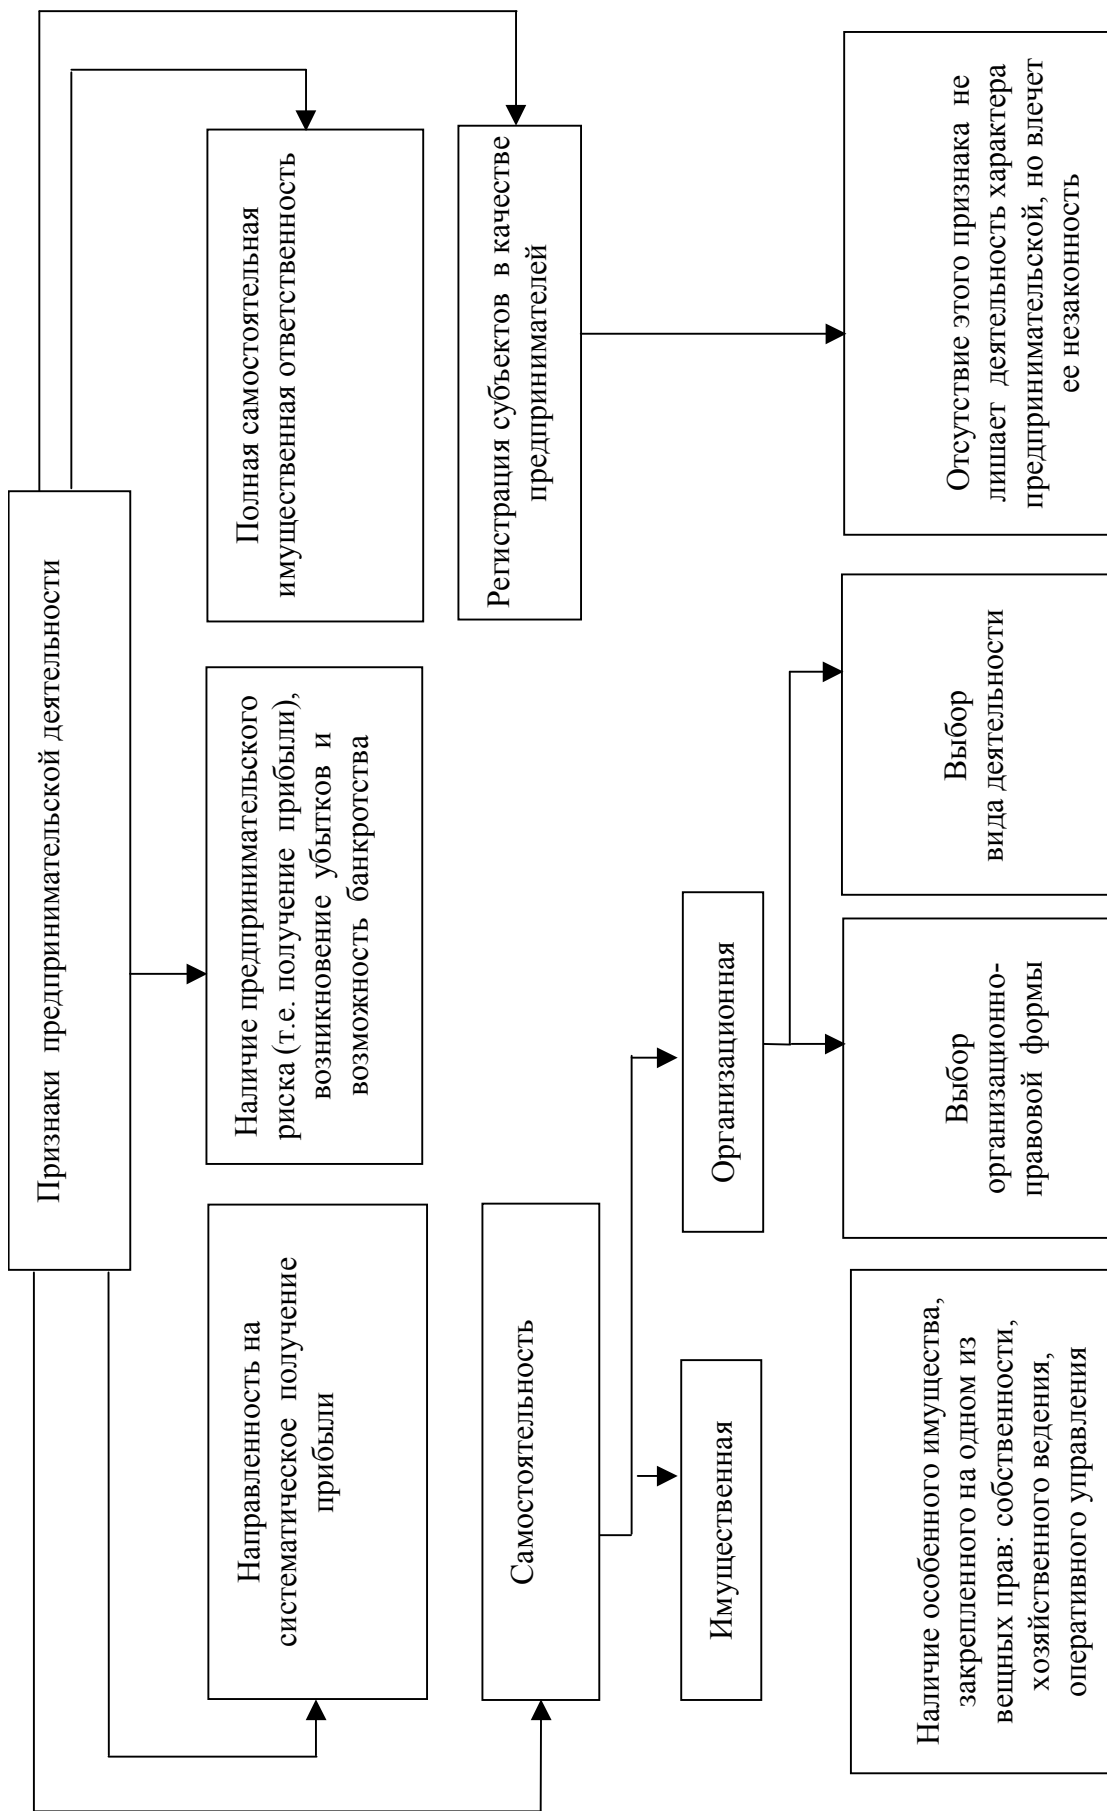 Признаки предпринимательской деятельности
Направленность на
систематическое получение
прибыли
Наличие предпринимательского
риска (т.е. получение прибыли),
возникновение убытков и
возможность банкротства
Полная самостоятельная
имущественная ответственность
Самостоятельность
Регистрация субъектов в качестве
предпринимателей
Имущественная
Организационная
Наличие особенного имущества,
закрепленного на одном из
вещных прав: собственности,
хозяйственного ведения,
оперативного управления
Выбор
организационно-
правовой формы
Выбор
вида деятельности
Отсутствие этого признака не
лишает деятельность характера
предпринимательской, но влечет
ее незаконность